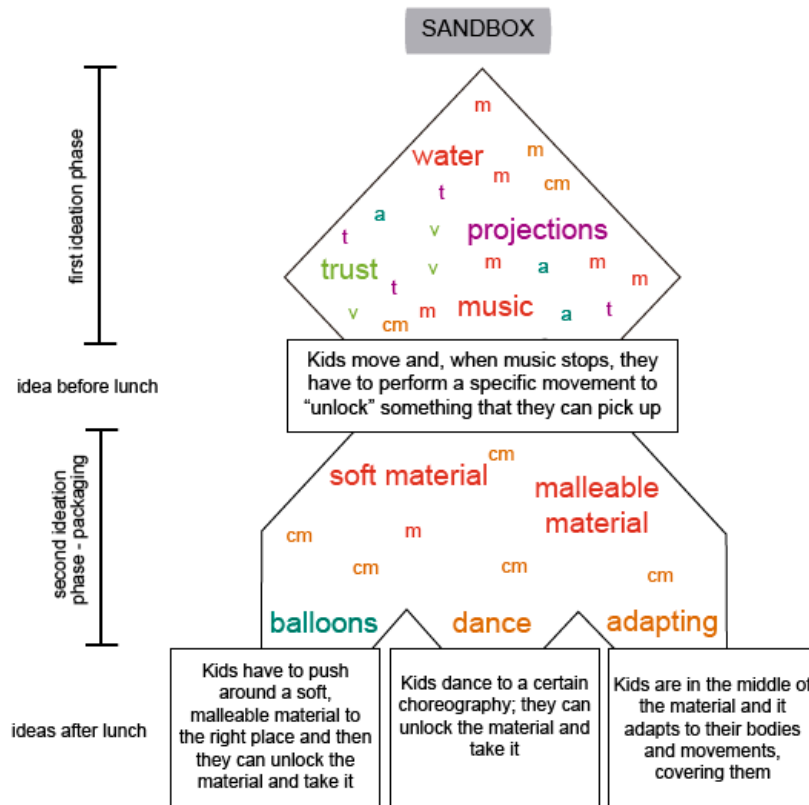 SANDBOX
first ideation phase
m
water
m
m
cm
t
a
t
v
projections
trust
v
m
a
m
m
t
v
cm
m
music
a
t
idea before lunch
Kids move and, when music stops, they
have to perform a specific movement to
“unlock” something that they can pick up
second ideation
phase - packaging
cm
soft material
malleable
material
cm
m
cm
cm
cm
balloons
dance
adapting
ideas after lunch
Kids have to push
around a soft,
malleable material to
the right place and then
they can unlock the
material and take it
Kids dance to a certain
choreography; they can
unlock the material and
take it
Kids are in the middle of
the material and it
adapts to their bodies
and movements,
covering them